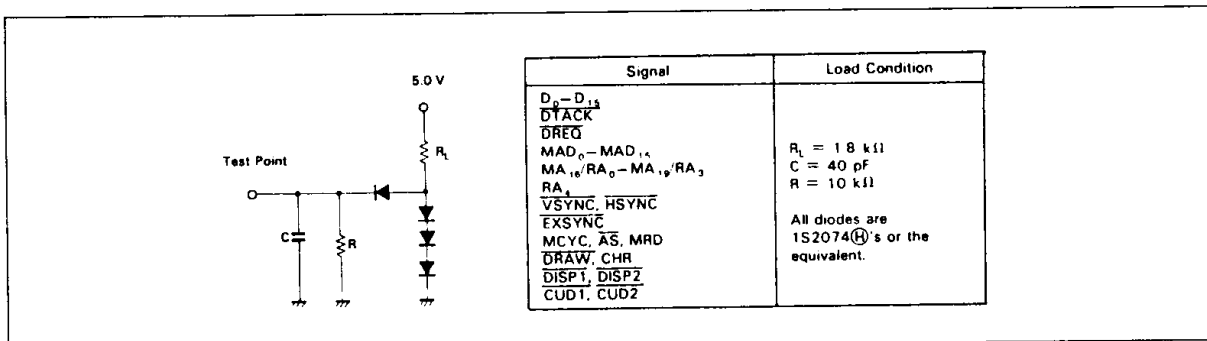 5.0 V
R_L
Test Point
C
R
Signal
Load Condition
D₀–D₁₅
DTACK
DREQ
MAD₀–MAD₁₅
MA₁₆/RA₀–MA₁₉/RA₃
RA₄
VSYNC, HSYNC
EXSYNC
MCYC, AS, MRD
DRAW, CHR
DISP1, DISP2
CUD1, CUD2
R_L = 1.8 kΩ
C = 40 pF
R = 10 kΩ
All diodes are
1S2074Ⓗ's or the
equivalent.